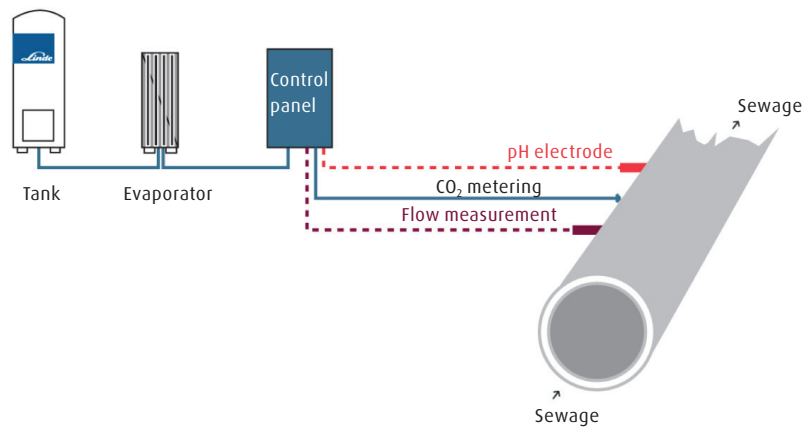 Linde
Control
panel
Sewage
pH electrode
Tank
Evaporator
CO₂ metering
Flow measurement
Sewage